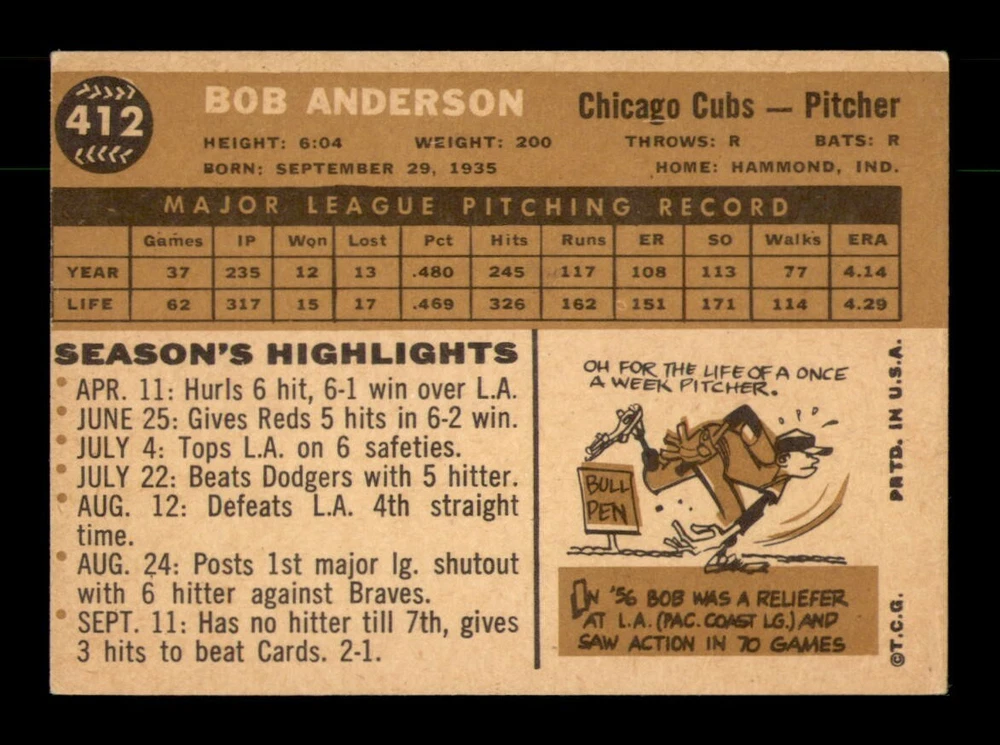 412
BOB ANDERSON
Chicago Cubs — Pitcher
HEIGHT: 6:04 WEIGHT: 200 THROWS: R BATS: R
BORN: SEPTEMBER 29, 1935 HOME: HAMMOND, IND.
MAJOR LEAGUE PITCHING RECORD
Games IP Won Lost Pct Hits Runs ER SO Walks ERA
YEAR 37 235 12 13 .480 245 117 108 113 77 4.14
LIFE 62 317 15 17 .469 326 162 151 171 114 4.29
SEASON'S HIGHLIGHTS
• APR. 11: Hurls 6 hit, 6-1 win over L.A.
• JUNE 25: Gives Reds 5 hits in 6-2 win.
• JULY 4: Tops L.A. on 6 safeties.
• JULY 22: Beats Dodgers with 5 hitter.
• AUG. 12: Defeats L.A. 4th straight
time.
• AUG. 24: Posts 1st major lg. shutout
with 6 hitter against Braves.
• SEPT. 11: Has no hitter till 7th, gives
3 hits to beat Cards. 2-1.
OH FOR THE LIFE OF A ONCE
A WEEK PITCHER.
BULL
PEN
IN '56 BOB WAS A RELIEFER
AT L.A. (PAC. COAST LG.) AND
SAW ACTION IN 70 GAMES
©T.C.G. PRTD. IN U.S.A.